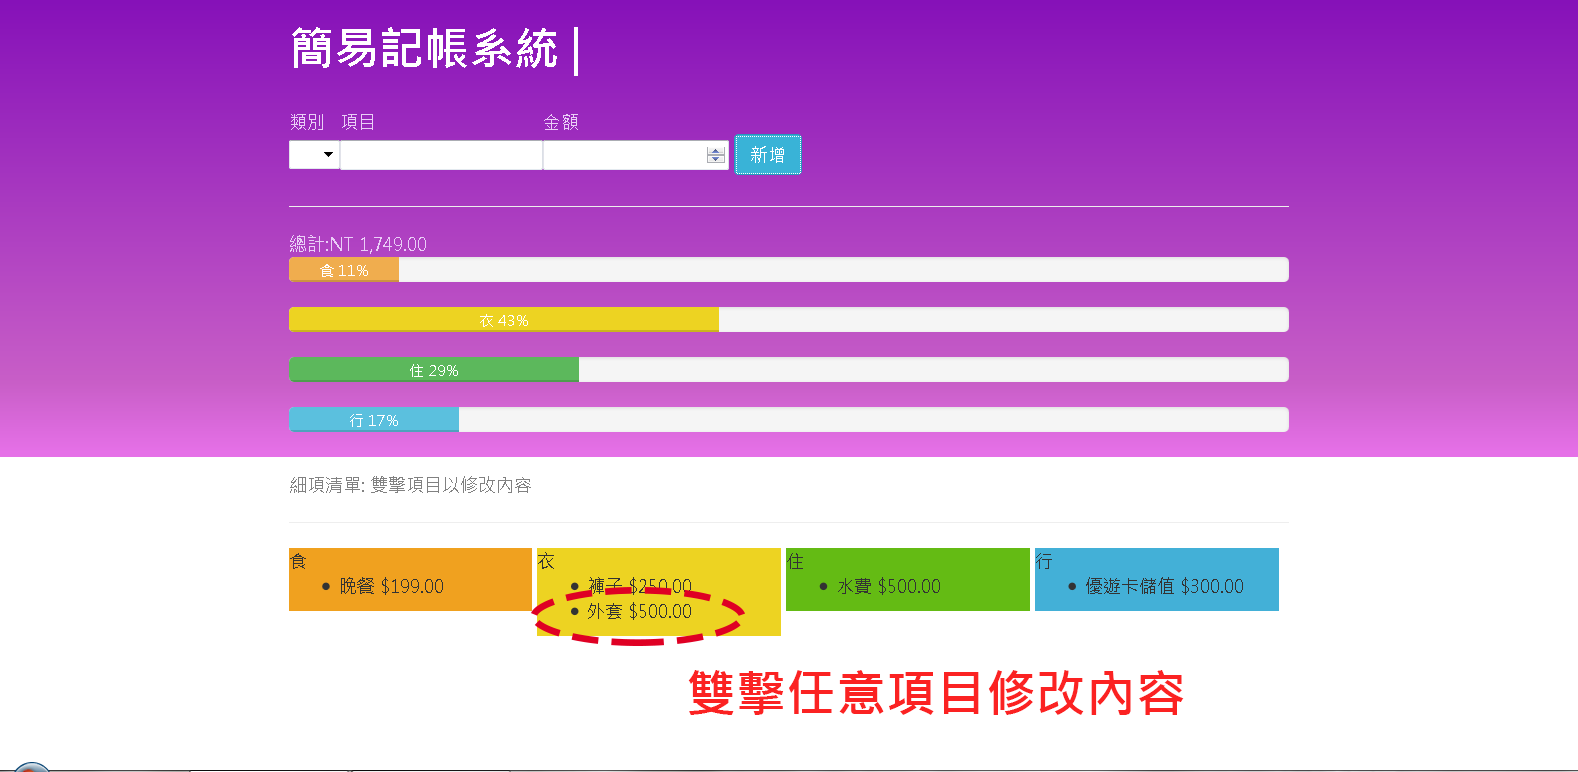 簡易記帳系統 |
類別 項目 金額
新增
總計:NT 1,749.00
食 11%
衣 43%
住 29%
行 17%
細項清單: 雙擊項目以修改內容
食
晚餐 $199.00
衣
褲子 $250.00
外套 $500.00
住
水費 $500.00
行
優遊卡儲值 $300.00
雙擊任意項目修改內容